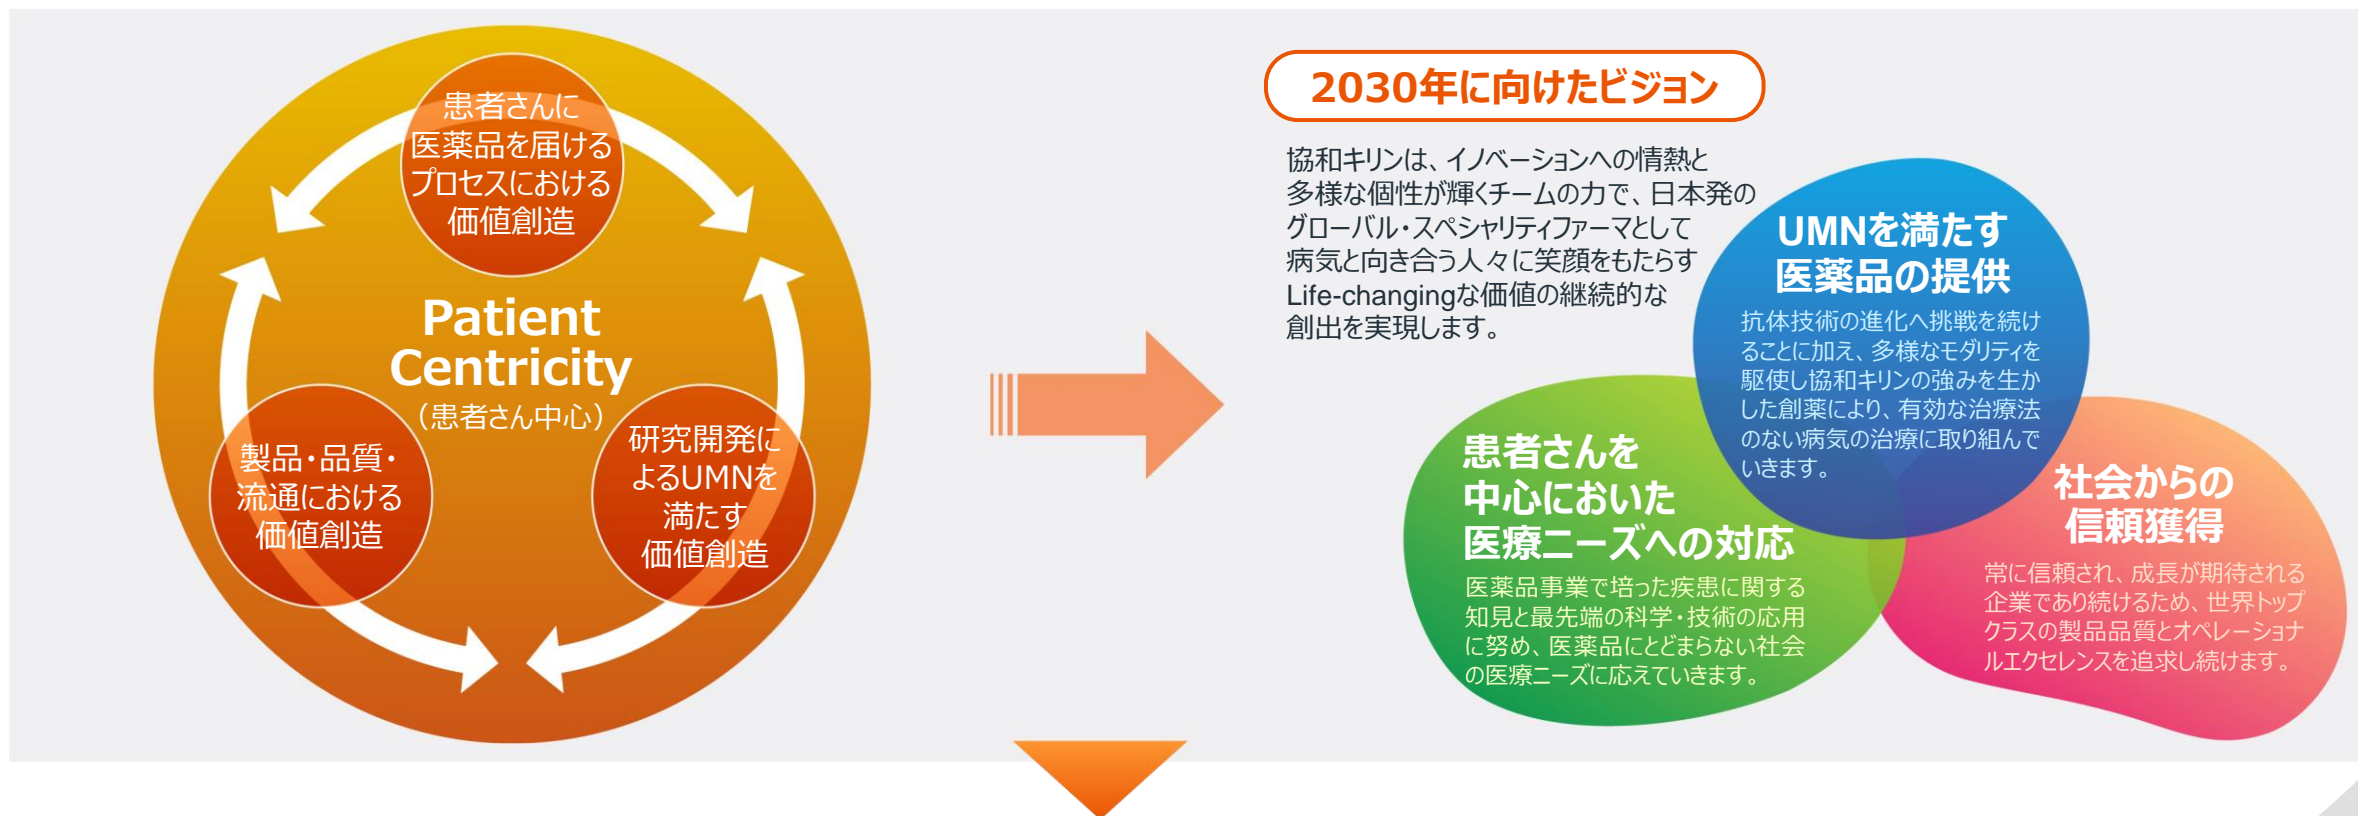 患者さんに
医薬品を届ける
プロセスにおける
価値創造
Patient
Centricity
（患者さん中心）
製品・品質・
流通における
価値創造
研究開発に
よるUMNを
満たす
価値創造
2030年に向けたビジョン
協和キリンは、イノベーションへの情熱と
多様な個性が輝くチームの力で、日本発の
グローバル・スペシャリティファーマとして
病気と向き合う人々に笑顔をもたらす
Life-changingな価値の継続的な
創出を実現します。
UMNを満たす
医薬品の提供
抗体技術の進化へ挑戦を続け
ることに加え、多様なモダリティを
駆使し協和キリンの強みを生か
した創薬により、有効な治療法
のない病気の治療に取り組んで
いきます。
患者さんを
中心においた
医療ニーズへの対応
医薬品事業で培った疾患に関する
知見と最先端の科学・技術の応用
に努め、医薬品にとどまらない社会
の医療ニーズに応えていきます。
社会からの
信頼獲得
常に信頼され、成長が期待される
企業であり続けるため、世界トップ
クラスの製品品質とオペレーショナ
ルエクセレンスを追求し続けます。